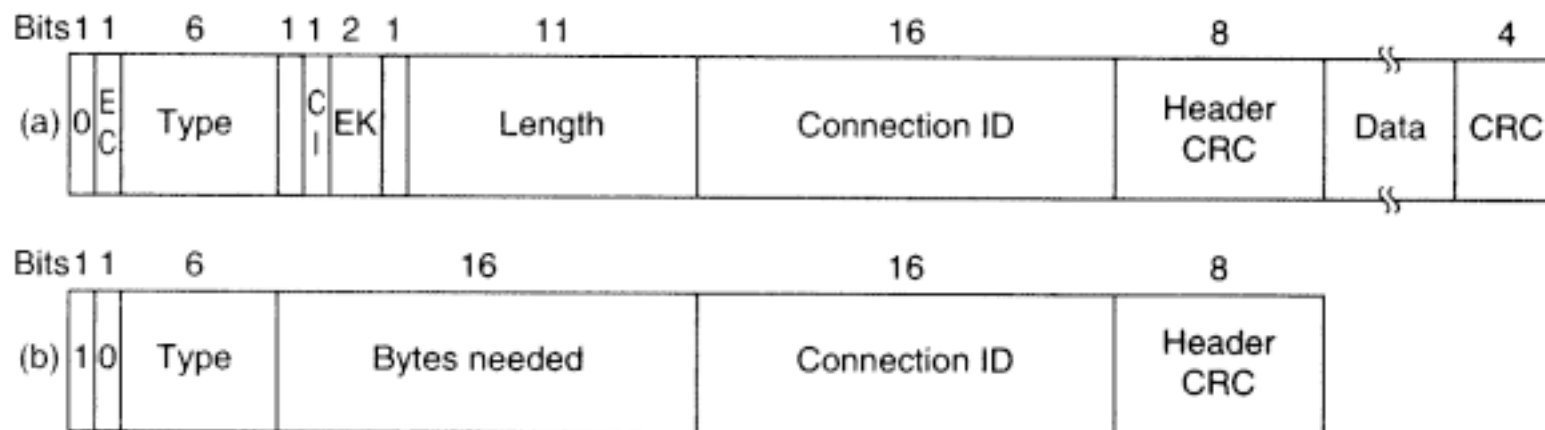 Bits 1 1 6 1 1 2 1 11 16 8 4
(a) 0 EC Type CI EK Length Connection ID Header CRC Data CRC
Bits 1 1 6 16 16 8
(b) 1 0 Type Bytes needed Connection ID Header CRC